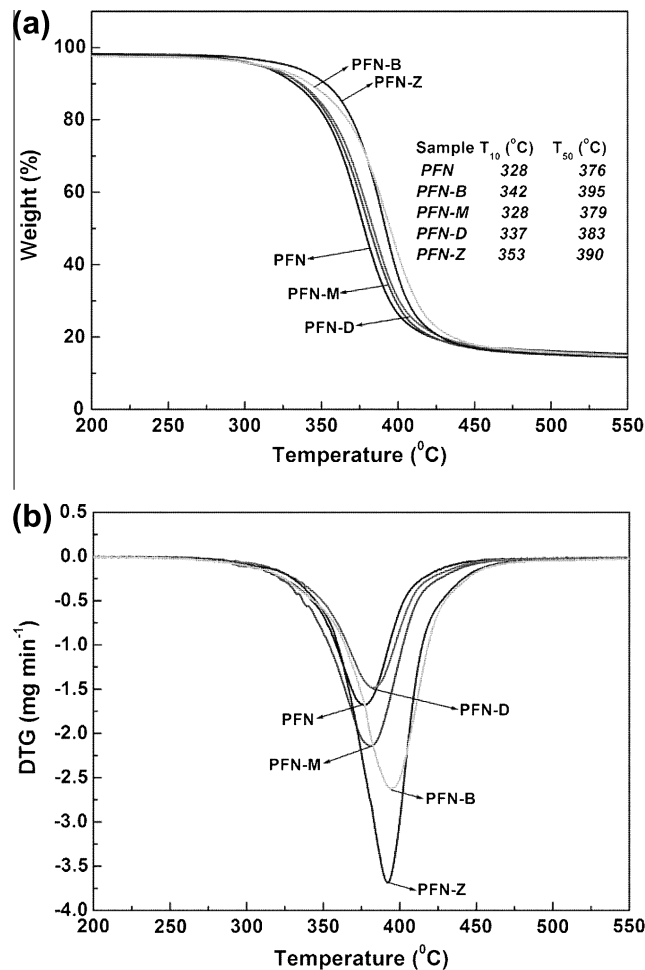 (a)
100
80
60
40
20
0
Weight (%)
PFN-B
PFN-Z
Sample T10 (°C) T50 (°C)
PFN 328 376
PFN-B 342 395
PFN-M 328 379
PFN-D 337 383
PFN-Z 353 390
PFN
PFN-M
PFN-D
200 250 300 350 400 450 500 550
Temperature (⁰C)
(b)
0.5
0.0
-0.5
-1.0
-1.5
-2.0
-2.5
-3.0
-3.5
-4.0
DTG (mg min⁻¹)
PFN
PFN-D
PFN-M
PFN-B
PFN-Z
200 250 300 350 400 450 500 550
Temperature (⁰C)